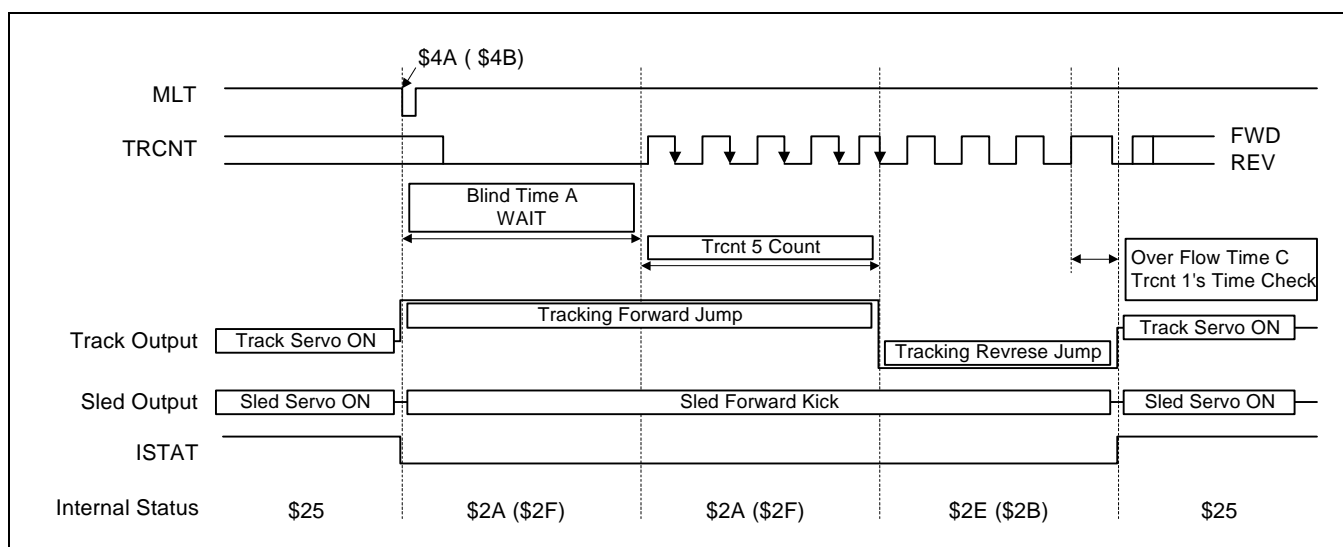 $4A ( $4B)
MLT
TRCNT
FWD
REV
Blind Time A
WAIT
Trcnt 5 Count
Over Flow Time C
Trcnt 1's Time Check
Track Output
Track Servo ON
Tracking Forward Jump
Tracking Revrese Jump
Track Servo ON
Sled Output
Sled Servo ON
Sled Forward Kick
Sled Servo ON
ISTAT
Internal Status
$25
$2A ($2F)
$2A ($2F)
$2E ($2B)
$25